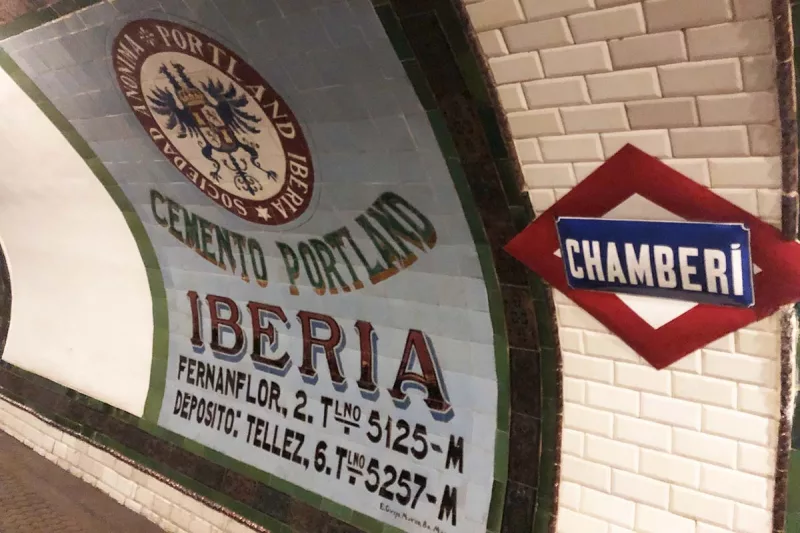 SOCIEDAD ANONIMA PORTLAND IBERIA
CEMENTO PORTLAND
IBERIA
FERNANFLOR, 2. TLNO 5125-M
DEPOSITO: TELLEZ, 6. TLNO 5257-M
CHAMBERÍ